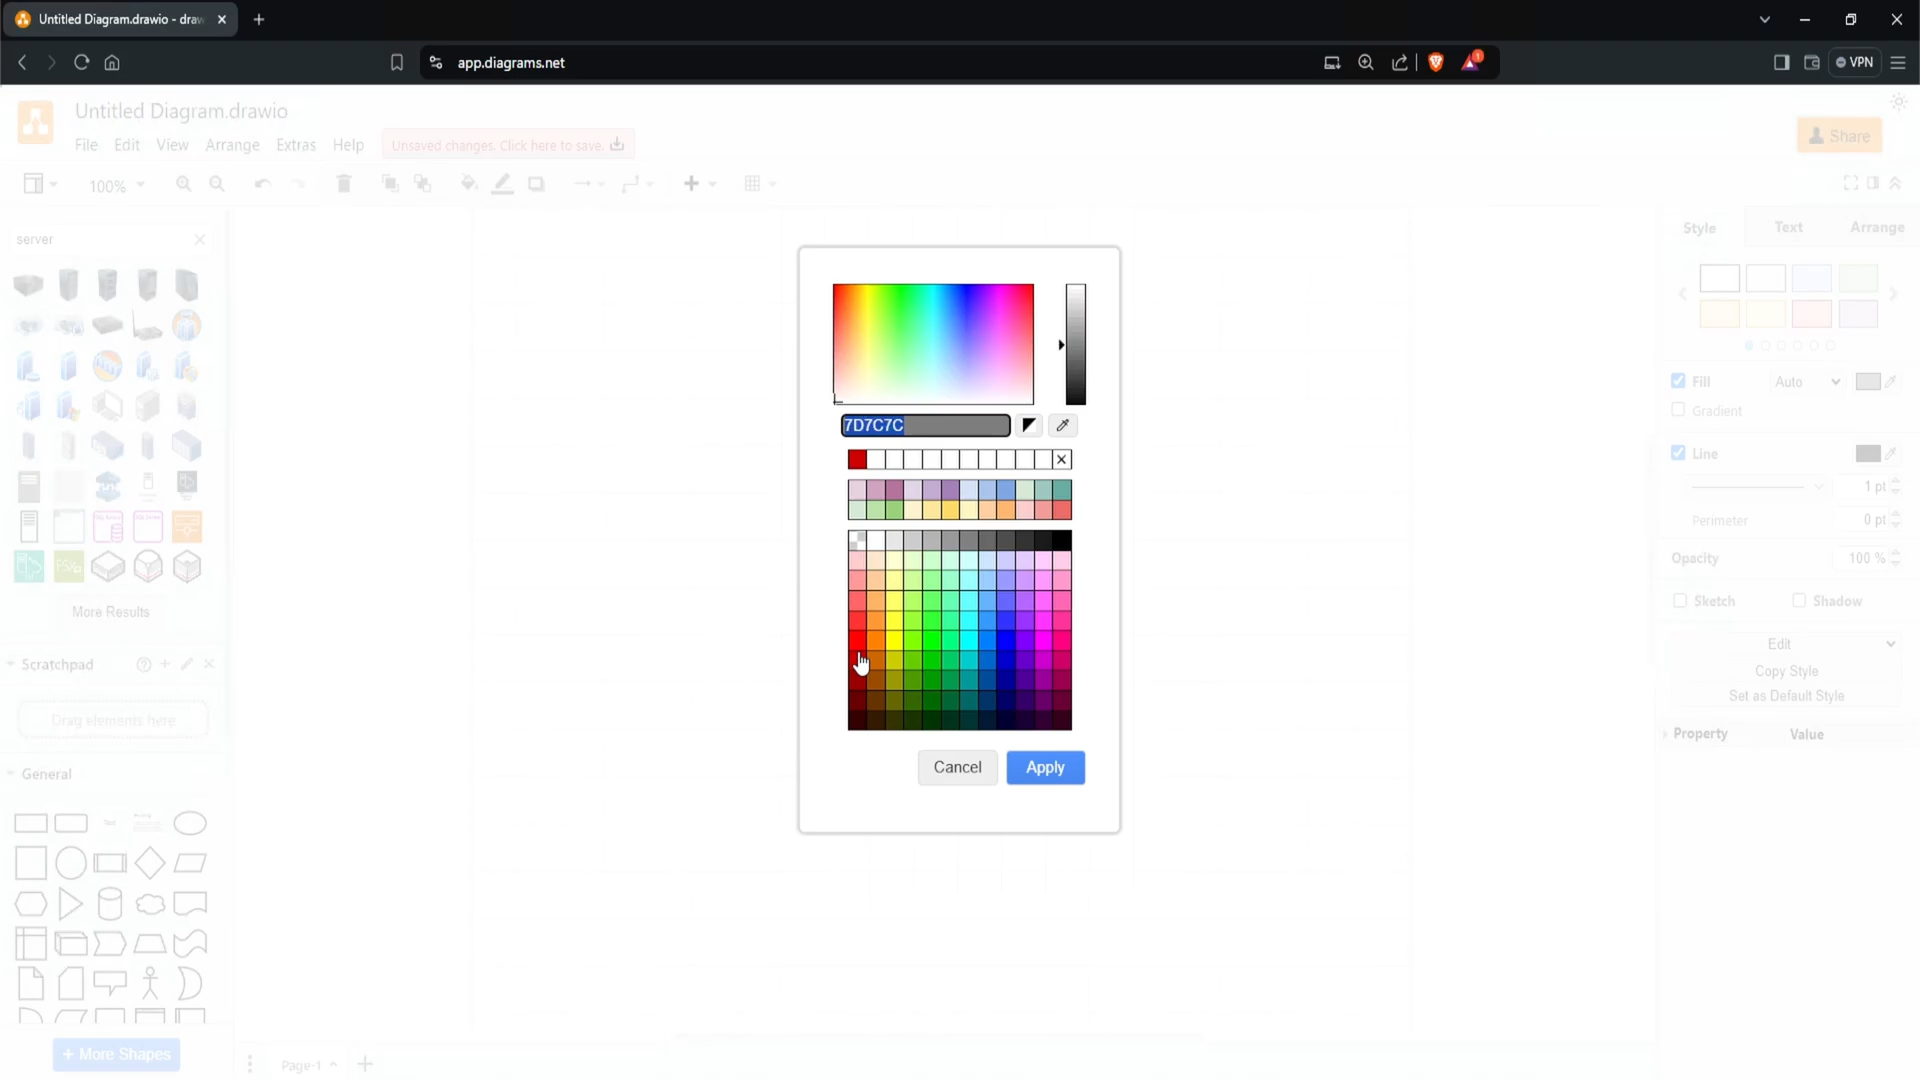 Untitled Diagram.drawio - draw
app.diagrams.net
1
VPN
Untitled Diagram.drawio
File Edit View Arrange Extras Help
Unsaved changes. Click here to save.
Share
100%
server
Style Text Arrange
Fill Auto
Gradient
Line
1 pt
Perimeter 0 pt
Opacity 100 %
Sketch Shadow
Edit
Copy Style
Set as Default Style
Property Value
7D7C7C
Cancel Apply
More Results
Scratchpad
Drag elements here
General
+ More Shapes
Page-1